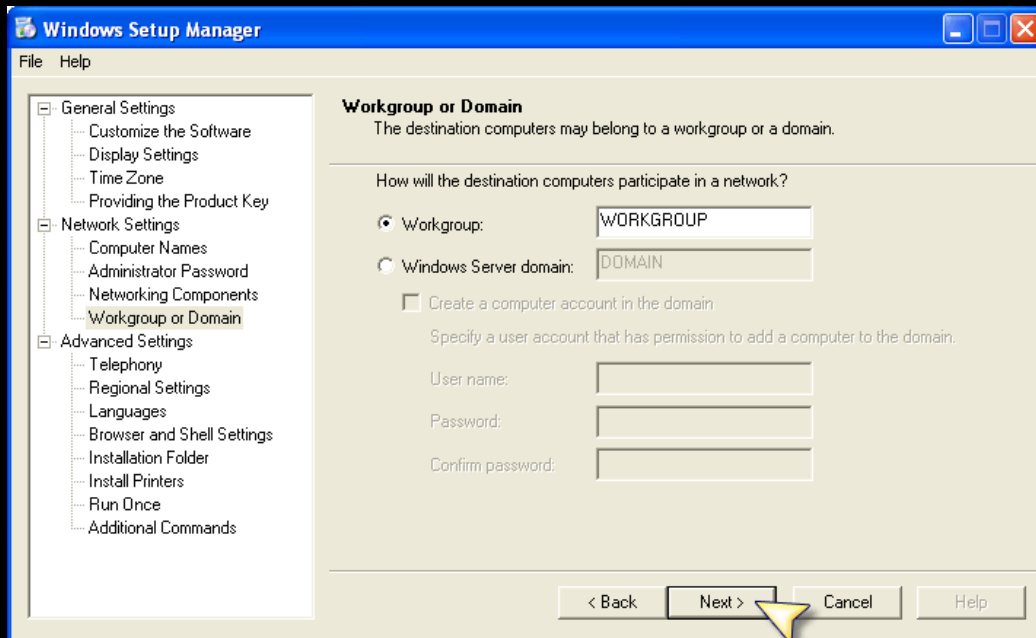 Windows Setup Manager
File Help
General Settings
Customize the Software
Display Settings
Time Zone
Providing the Product Key
Network Settings
Computer Names
Administrator Password
Networking Components
Workgroup or Domain
Advanced Settings
Telephony
Regional Settings
Languages
Browser and Shell Settings
Installation Folder
Install Printers
Run Once
Additional Commands
Workgroup or Domain
The destination computers may belong to a workgroup or a domain.
How will the destination computers participate in a network?
Workgroup: WORKGROUP
Windows Server domain: DOMAIN
Create a computer account in the domain
Specify a user account that has permission to add a computer to the domain.
User name:
Password:
Confirm password:
< Back Next > Cancel Help